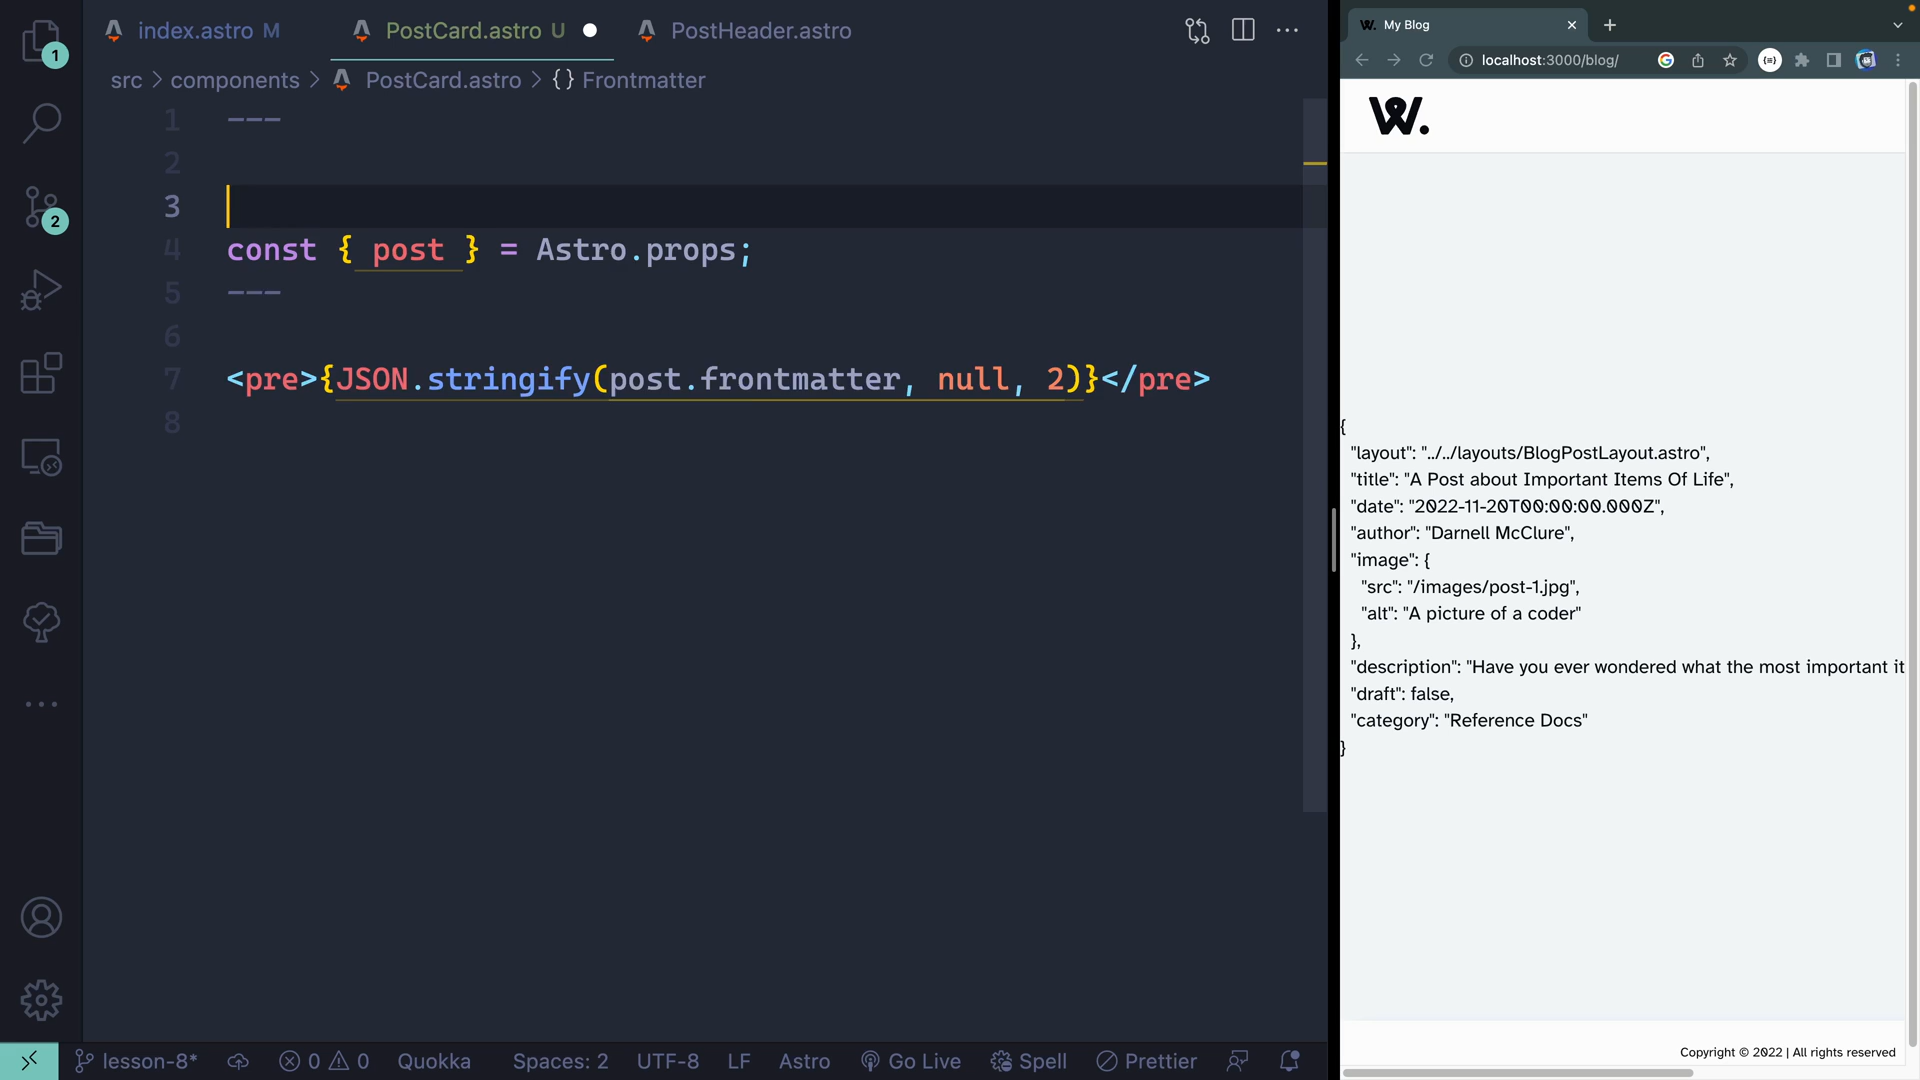 index.astro M
PostCard.astro U
PostHeader.astro
src > components > PostCard.astro > {} Frontmatter
1 ---
2
3
4 const { post } = Astro.props;
5 ---
6
7 <pre>{JSON.stringify(post.frontmatter, null, 2)}</pre>
8
1
2
lesson-8*
0
0
Quokka
Spaces: 2
UTF-8
LF
Astro
Go Live
Spell
Prettier
My Blog
localhost:3000/blog/
W.
{
"layout": "../../layouts/BlogPostLayout.astro",
"title": "A Post about Important Items Of Life",
"date": "2022-11-20T00:00:00.000Z",
"author": "Darnell McClure",
"image": {
"src": "/images/post-1.jpg",
"alt": "A picture of a coder"
},
"description": "Have you ever wondered what the most important it
"draft": false,
"category": "Reference Docs"
}
Copyright © 2022 | All rights reserved